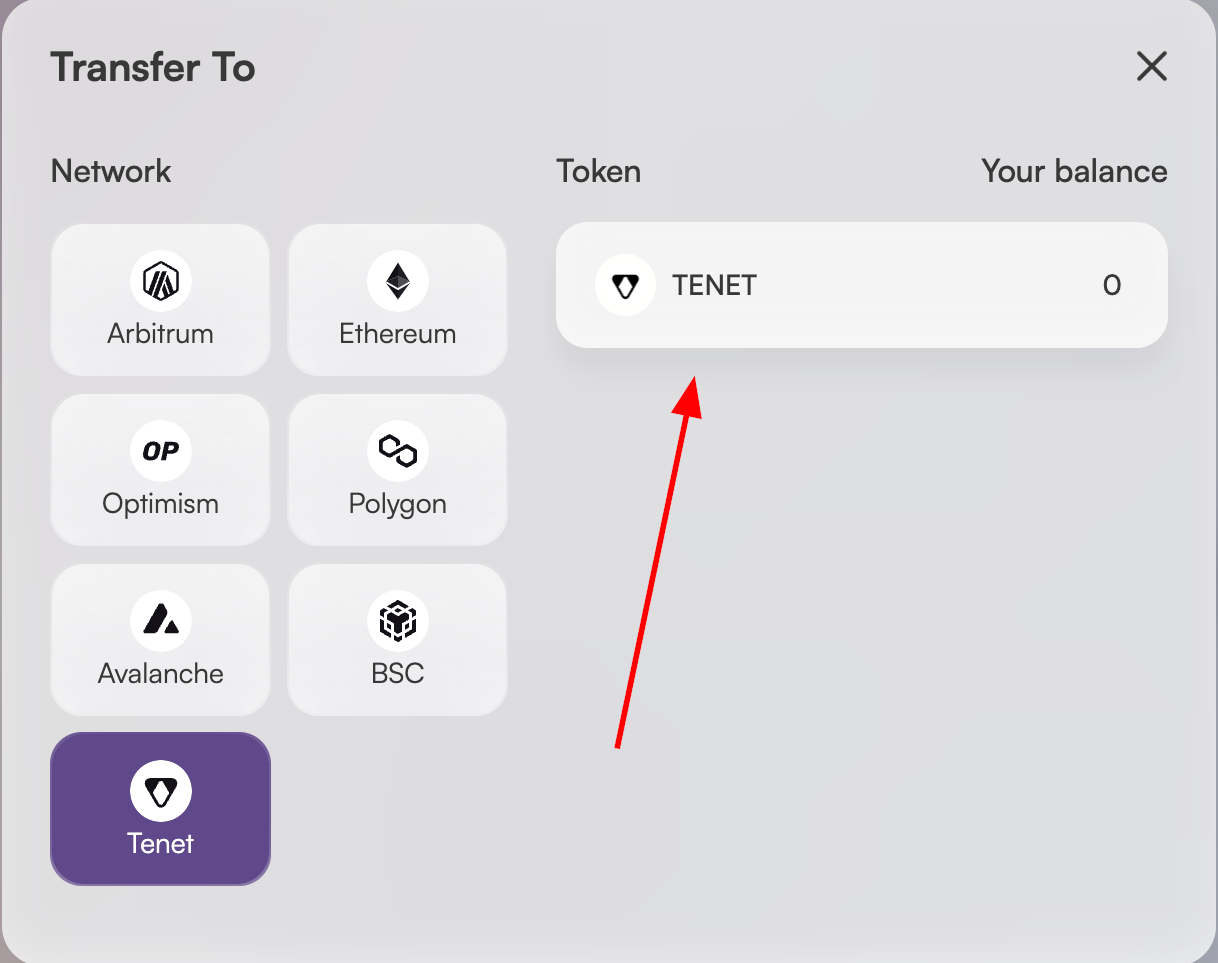 Transfer To
Network
Token
Your balance
Arbitrum
Ethereum
TENET
0
OP
Optimism
Polygon
Avalanche
BSC
Tenet